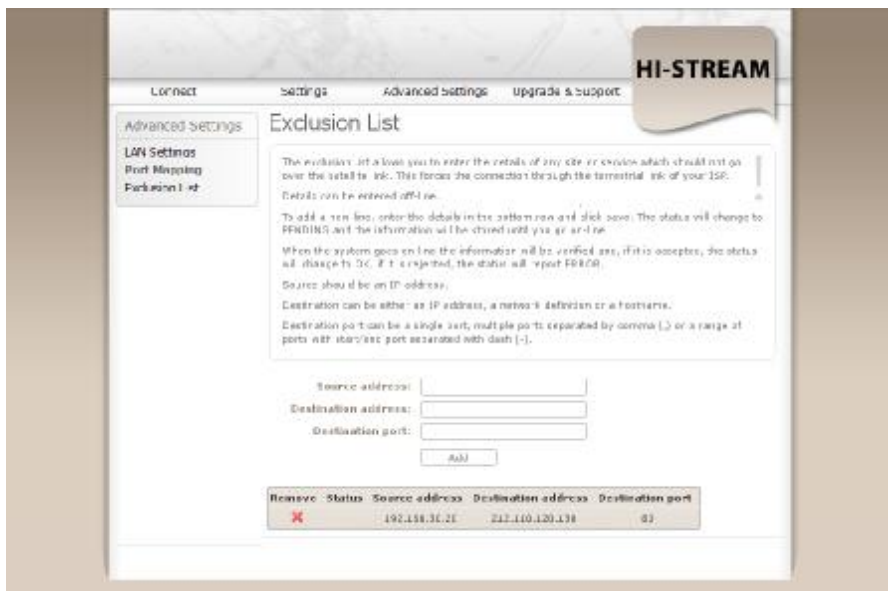 HI-STREAM
Connect Settings Advanced Settings Upgrade & Support
Advanced Settings
LAN Settings
Port Mapping
Exclusion List
Exclusion List
The exclusion list allows you to enter the details of any site or service which should not go
over the satellite link. This forces the connection through the terrestrial link of your ISP.
Details can be entered off-line.
To add a new line, enter the details in the bottom row and click save. The status will change to
PENDING and the information will be stored until you go on-line
When the system goes on line the information will be verified and, if it is accepted, the status
will change to OK, if it is rejected, the status will report ERROR.
Source should be an IP address.
Destination can be either an IP address, a network definition or a hostname.
Destination port can be a single port, multiple ports separated by comma (,) or a range of
ports with start/end port separated with dash (-).
Source address:
Destination address:
Destination port:
Add
Remove Status Source address Destination address Destination port